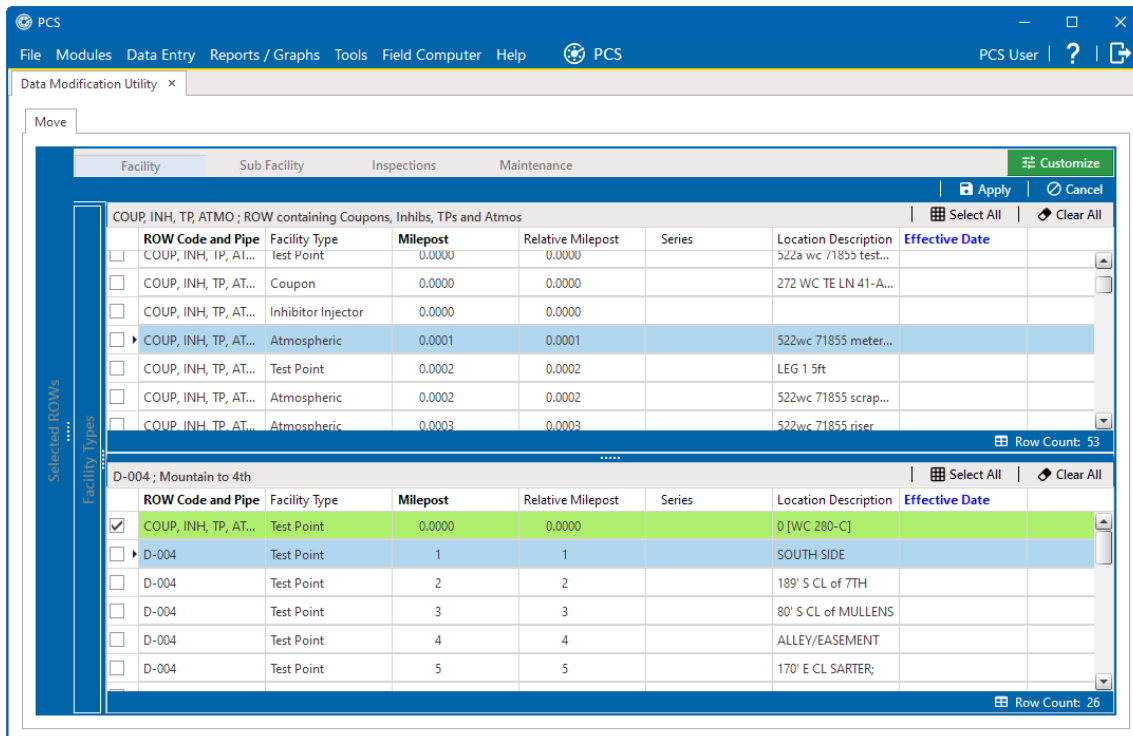 PCS
File Modules Data Entry Reports / Graphs Tools Field Computer Help PCS PCS User | ? |
Data Modification Utility ×
Move
Facility Sub Facility Inspections Maintenance Customize
Apply | Cancel
Selected ROWs
Facility Types
COUP, INH, TP, ATMO ; ROW containing Coupons, Inhibs, TPs and Atmos | Select All | Clear All
ROW Code and Pipe Facility Type Milepost Relative Milepost Series Location Description Effective Date
COUP, INH, TP, AT... Test Point 0.0000 0.0000 522a wc 71855 test...
COUP, INH, TP, AT... Coupon 0.0000 0.0000 272 WC TE LN 41-A...
COUP, INH, TP, AT... Inhibitor Injector 0.0000 0.0000
COUP, INH, TP, AT... Atmospheric 0.0001 0.0001 522wc 71855 meter...
COUP, INH, TP, AT... Test Point 0.0002 0.0002 LEG 1 5ft
COUP, INH, TP, AT... Atmospheric 0.0002 0.0002 522wc 71855 scrap...
COUP, INH, TP, AT... Atmospheric 0.0003 0.0003 522wc 71855 riser
Row Count: 53
D-004 ; Mountain to 4th | Select All | Clear All
ROW Code and Pipe Facility Type Milepost Relative Milepost Series Location Description Effective Date
COUP, INH, TP, AT... Test Point 0.0000 0.0000 0 [WC 280-C]
D-004 Test Point 1 1 SOUTH SIDE
D-004 Test Point 2 2 189' S CL of 7TH
D-004 Test Point 3 3 80' S CL of MULLENS
D-004 Test Point 4 4 ALLEY/EASEMENT
D-004 Test Point 5 5 170' E CL SARTER;
Row Count: 26